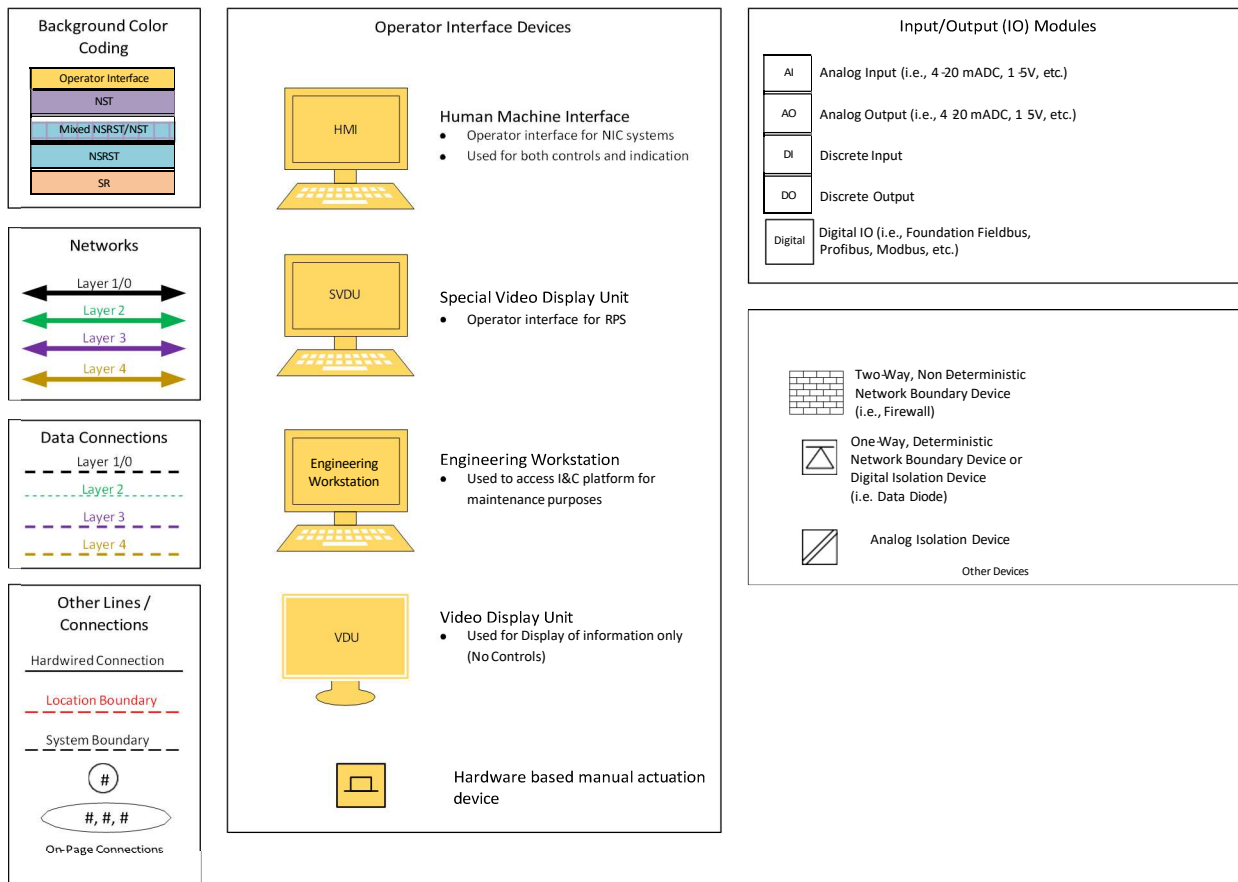 Background Color
Coding
Operator Interface
NST
Mixed NSRST/NST
NSRST
SR
Networks
Layer 1/0
Layer 2
Layer 3
Layer 4
Data Connections
Layer 1/0
Layer 2
Layer 3
Layer 4
Other Lines /
Connections
Hardwired Connection
Location Boundary
System Boundary
#
#, #, #
On-Page Connections
Operator Interface Devices
HMI
Human Machine Interface
• Operator interface for NIC systems
• Used for both controls and indication
SVDU
Special Video Display Unit
• Operator interface for RPS
Engineering
Workstation
Engineering Workstation
• Used to access I&C platform for
maintenance purposes
VDU
Video Display Unit
• Used for Display of information only
(No Controls)
Hardware based manual actuation
device
Input/Output (IO) Modules
AI
Analog Input (i.e., 4-20 mADC, 1-5V, etc.)
AO
Analog Output (i.e., 4-20 mADC, 1 5V, etc.)
DI
Discrete Input
DO
Discrete Output
Digital
Digital IO (i.e., Foundation Fieldbus,
Profibus, Modbus, etc.)
Two-Way, Non Deterministic
Network Boundary Device
(i.e., Firewall)
One-Way, Deterministic
Network Boundary Device or
Digital Isolation Device
(i.e. Data Diode)
Analog Isolation Device
Other Devices